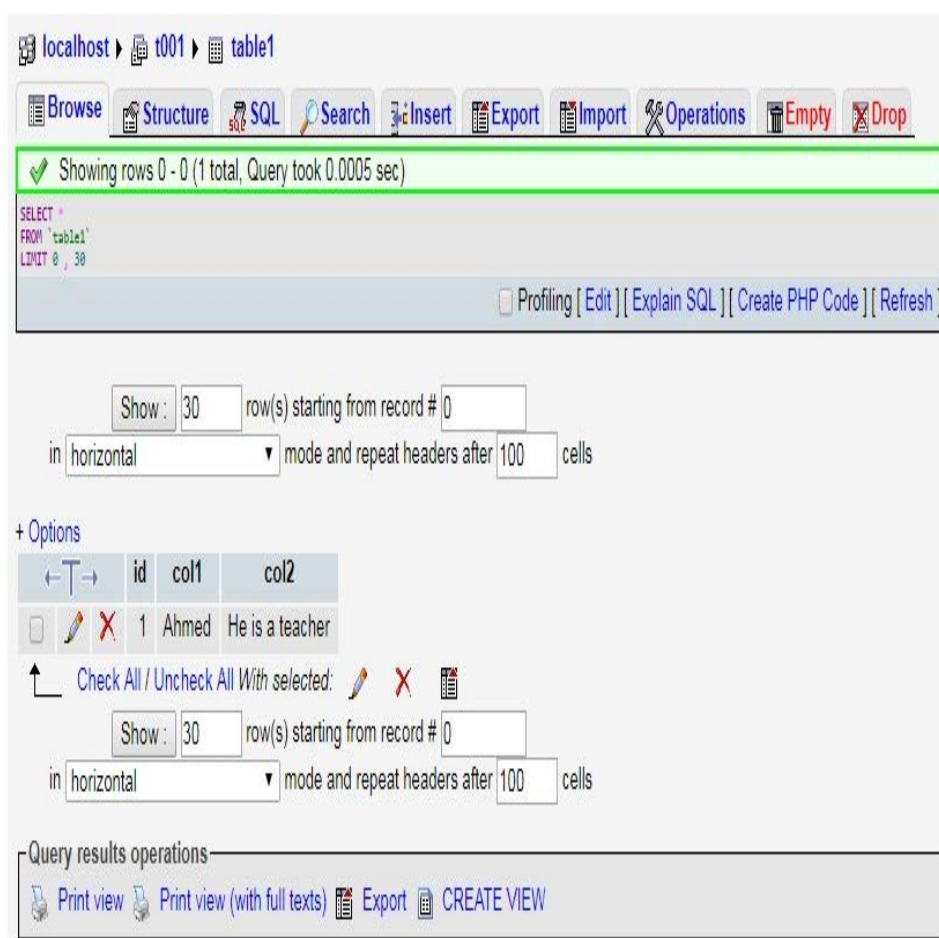 localhost ▸ t001 ▸ table1
Browse Structure SQL Search Insert Export Import Operations Empty Drop
Showing rows 0 - 0 (1 total, Query took 0.0005 sec)
SELECT *
FROM `table1`
LIMIT 0 , 30
Profiling [ Edit ] [ Explain SQL ] [ Create PHP Code ] [ Refresh ]
Show : 30 row(s) starting from record # 0
in horizontal mode and repeat headers after 100 cells
+ Options
←T→ id col1 col2
1 Ahmed He is a teacher
Check All / Uncheck All With selected:
Show : 30 row(s) starting from record # 0
in horizontal mode and repeat headers after 100 cells
Query results operations
Print view Print view (with full texts) Export CREATE VIEW